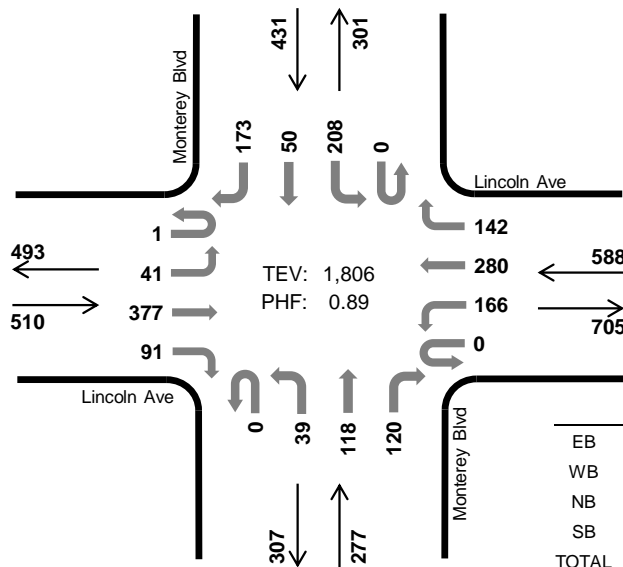 431
301
Monterey Blvd
173
50
208
0
Lincoln Ave
1
142
493
41
TEV: 1,806
280
588
510
377
PHF: 0.89
166
705
91
0
Lincoln Ave
0
39
118
120
Monterey Blvd
EB
WB
NB
SB
TOTAL
307
277